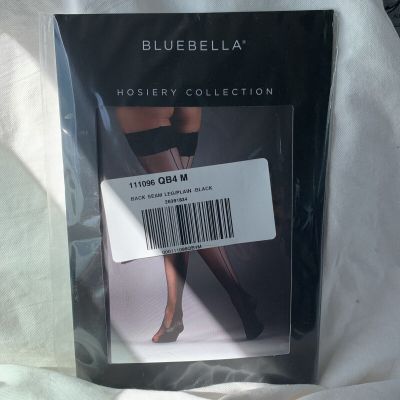 BLUEBELLA®
HOSIERY COLLECTION
111096 QB4 M
BACK SEAM LEG/PLAIN -BLACK